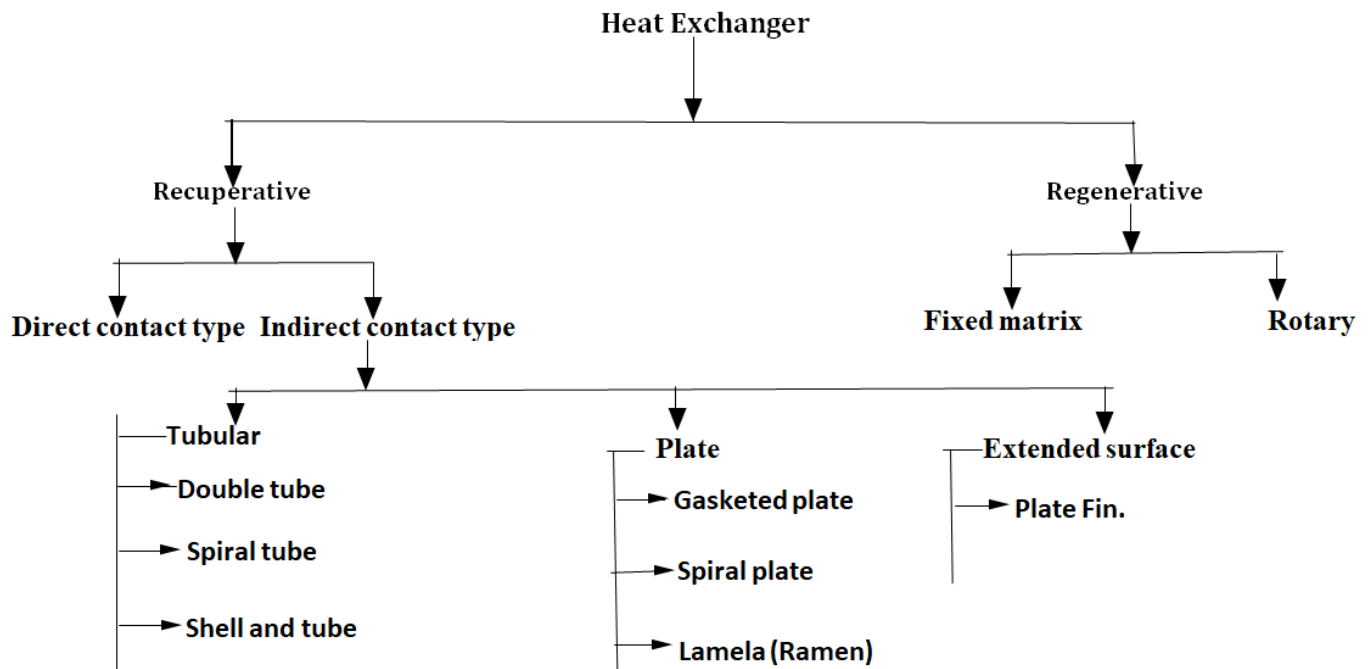 Heat Exchanger
Recuperative
Regenerative
Direct contact type
Indirect contact type
Fixed matrix
Rotary
Tubular
Double tube
Spiral tube
Shell and tube
Plate
Gasketed plate
Spiral plate
Lamela (Ramen)
Extended surface
Plate Fin.